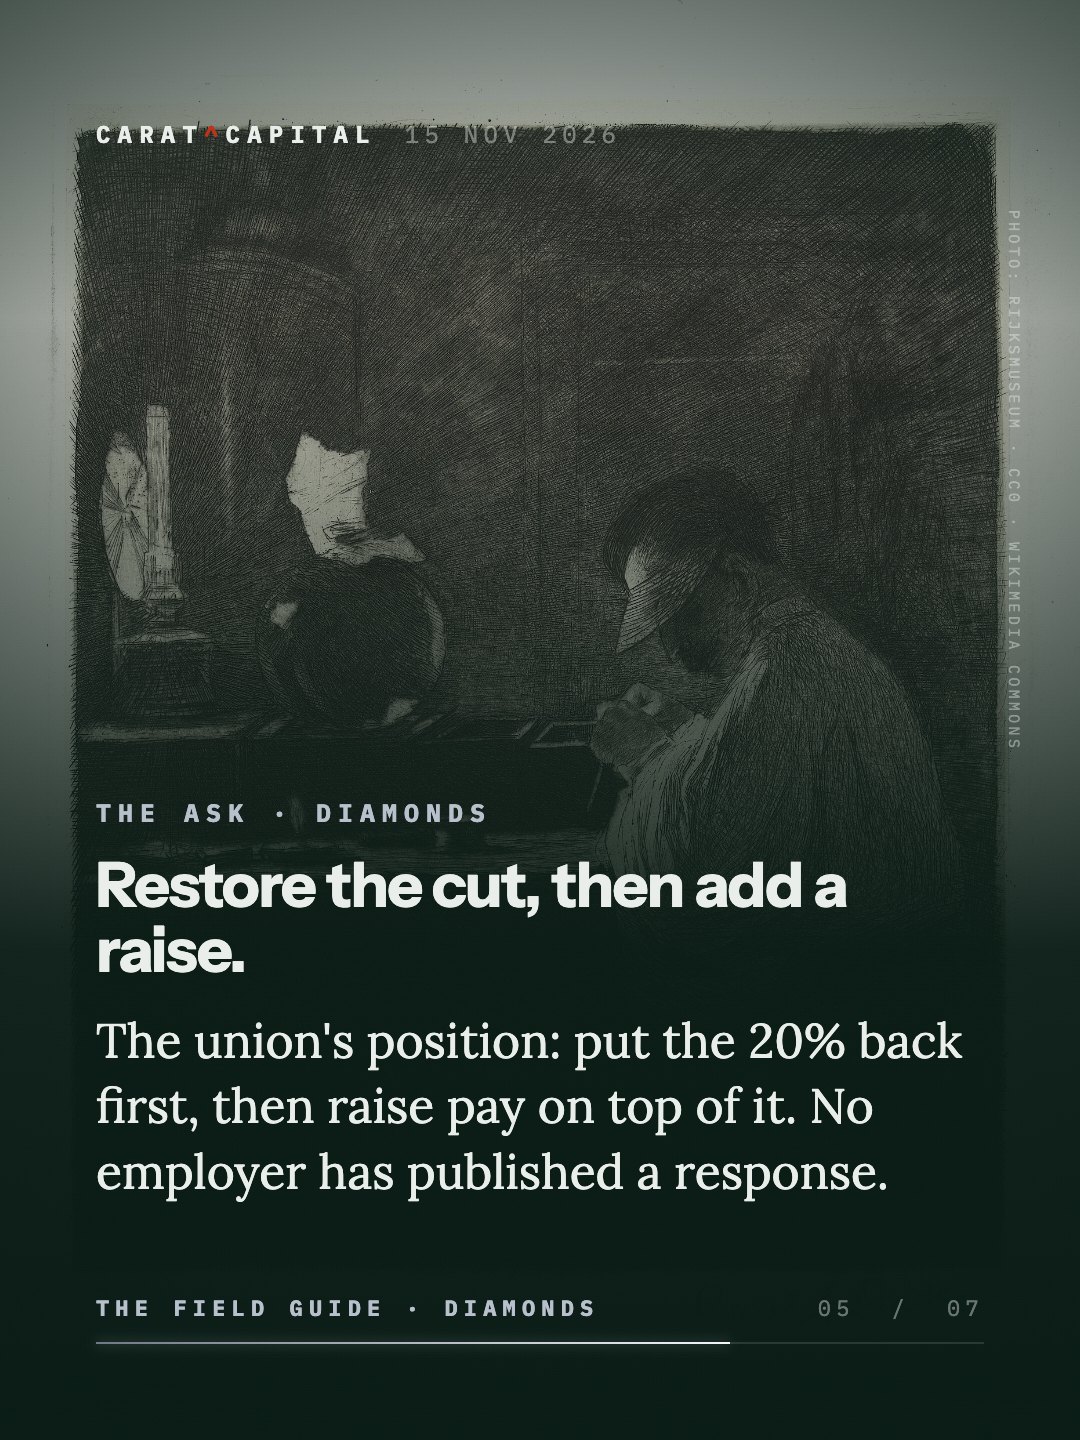 CARAT^CAPITAL 15 NOV 2026
PHOTO: RIJKSMUSEUM · CC0 · WIKIMEDIA COMMONS
THE ASK · DIAMONDS
Restore the cut, then add a
raise.
The union's position: put the 20% back
first, then raise pay on top of it. No
employer has published a response.
THE FIELD GUIDE · DIAMONDS 05 / 07